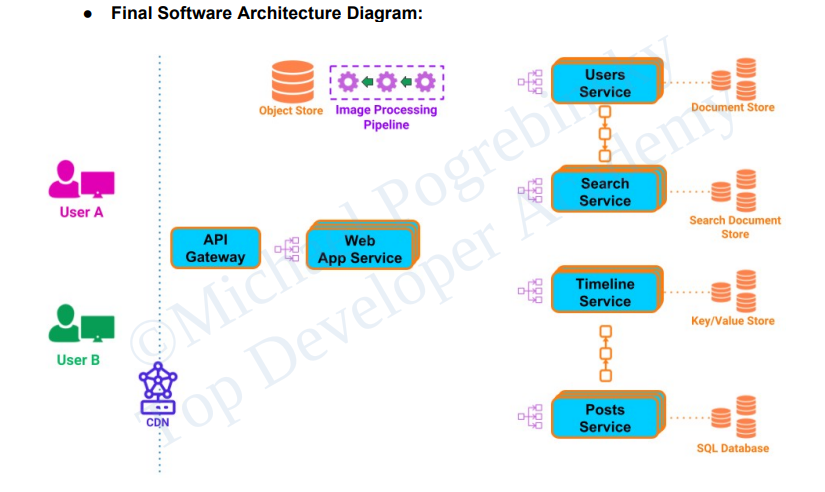 ● Final Software Architecture Diagram:
Object Store
Image Processing
Pipeline
Users
Service
Document Store
User A
Search
Service
Search Document
Store
API
Gateway
Web
App Service
Timeline
Service
Key/Value Store
User B
CDN
Posts
Service
SQL Database
©Michael Pogrebinsky
Top Developer Academy